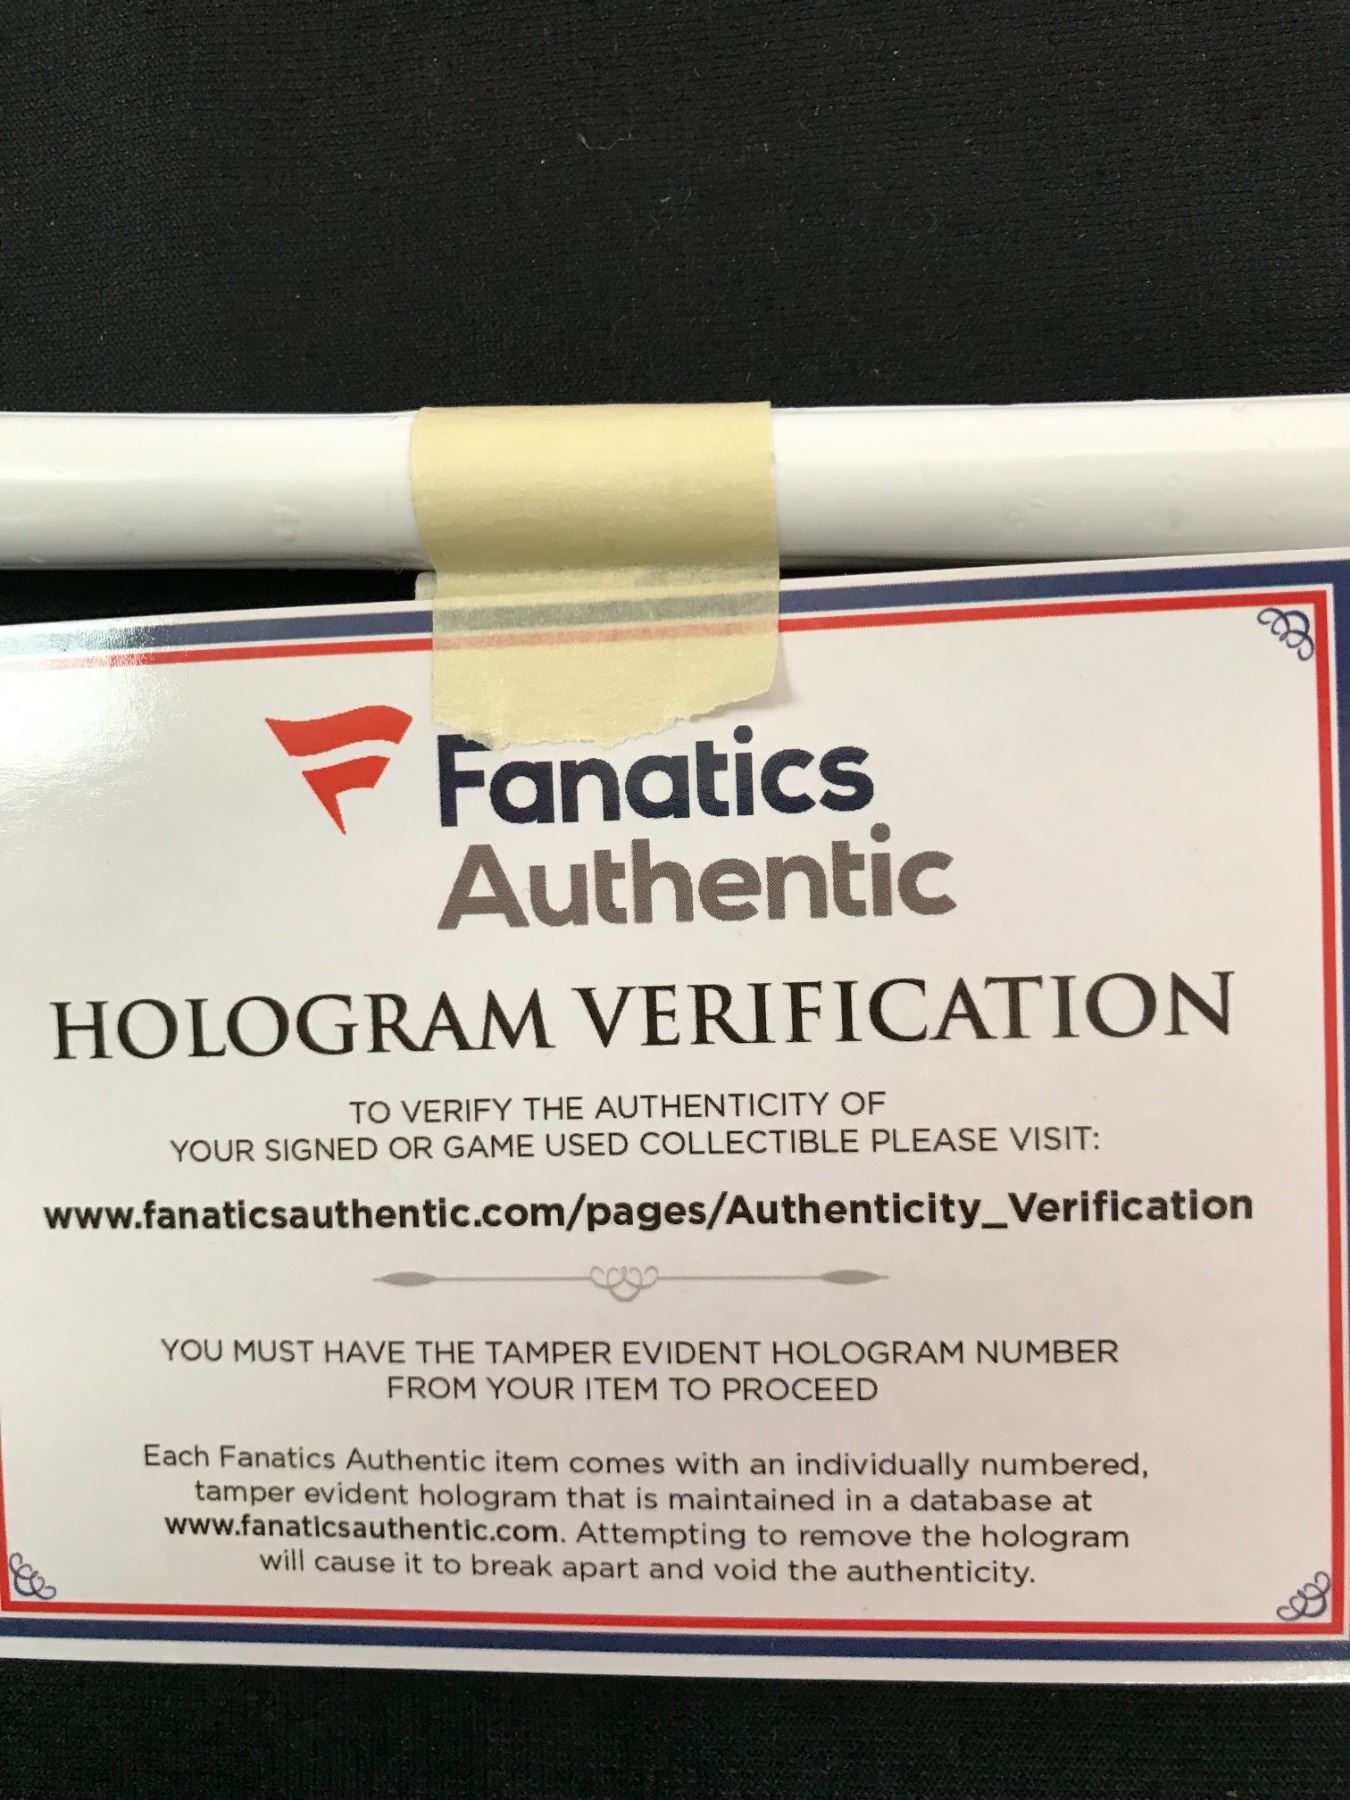 Fanatics
Authentic
HOLOGRAM VERIFICATION
TO VERIFY THE AUTHENTICITY OF
YOUR SIGNED OR GAME USED COLLECTIBLE PLEASE VISIT:
www.fanaticsauthentic.com/pages/Authenticity_Verification
YOU MUST HAVE THE TAMPER EVIDENT HOLOGRAM NUMBER
FROM YOUR ITEM TO PROCEED
Each Fanatics Authentic item comes with an individually numbered,
tamper evident hologram that is maintained in a database at
www.fanaticsauthentic.com. Attempting to remove the hologram
will cause it to break apart and void the authenticity.